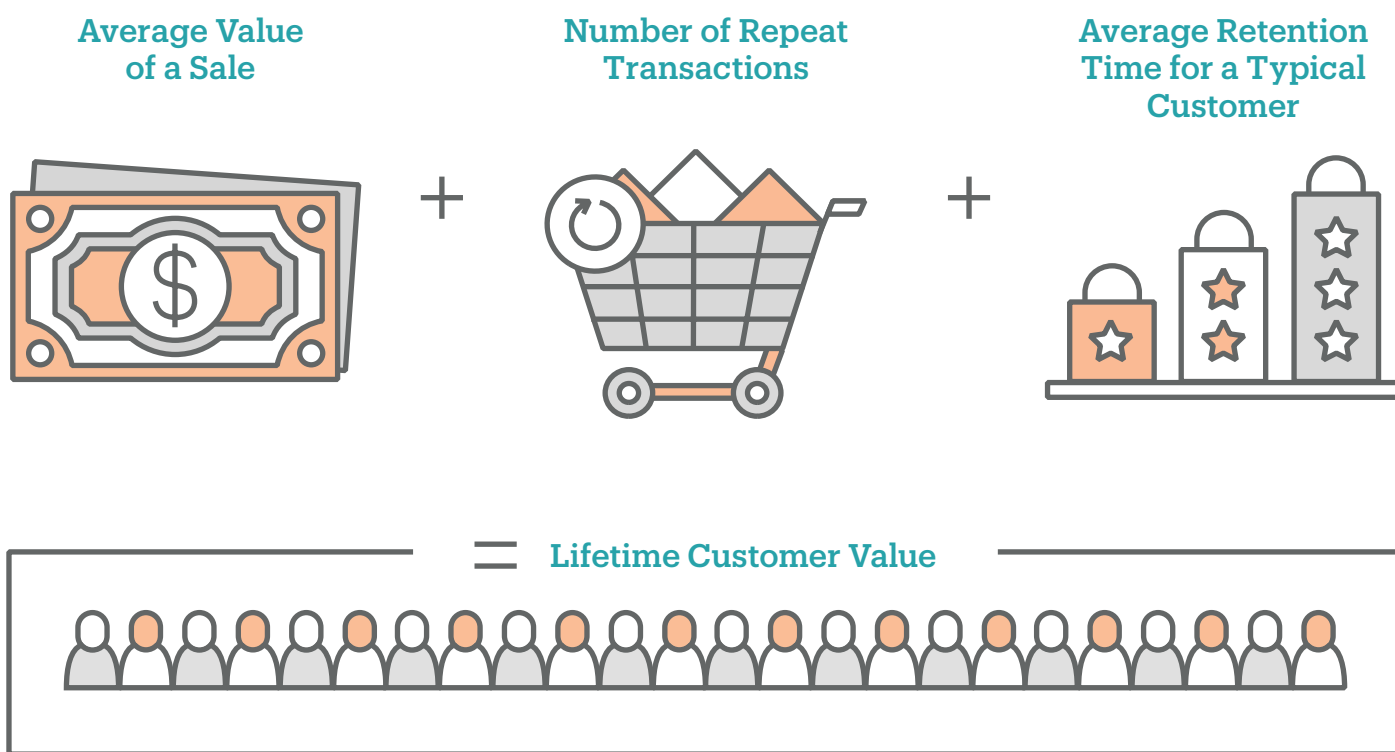 Average Value
of a Sale
+
Number of Repeat
Transactions
+
Average Retention
Time for a Typical
Customer
$
= Lifetime Customer Value